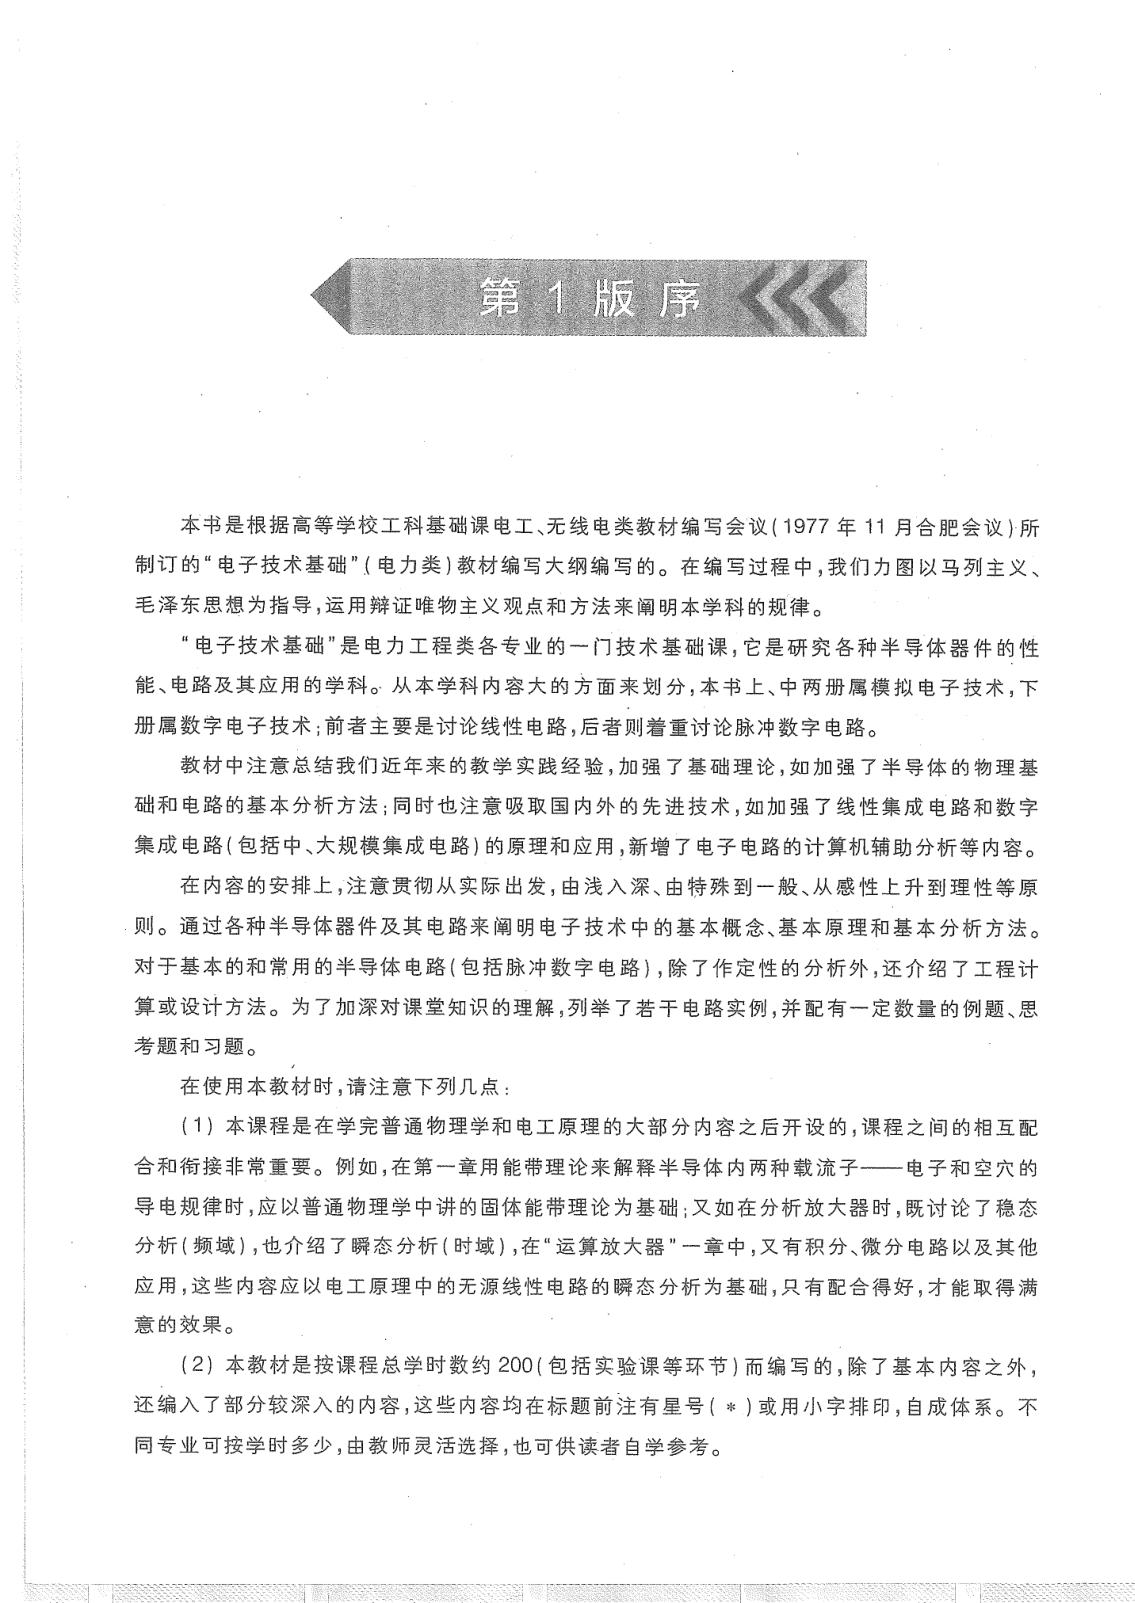 第1版序
本书是根据高等学校工科基础课电工、无线电类教材编写会议(1977年11月合肥会议)所
制订的“电子技术基础”(电力类)教材编写大纲编写的。在编写过程中,我们力图以马列主义、
毛泽东思想为指导,运用辩证唯物主义观点和方法来阐明本学科的规律。
“电子技术基础”是电力工程类各专业的一门技术基础课,它是研究各种半导体器件的性
能、电路及其应用的学科。从本学科内容大的方面来划分,本书上、中两册属模拟电子技术,下
册属数字电子技术;前者主要是讨论线性电路,后者则着重讨论脉冲数字电路。
教材中注意总结我们近年来的教学实践经验,加强了基础理论,如加强了半导体的物理基
础和电路的基本分析方法;同时也注意吸取国内外的先进技术,如加强了线性集成电路和数字
集成电路(包括中、大规模集成电路)的原理和应用,新增了电子电路的计算机辅助分析等内容。
在内容的安排上,注意贯彻从实际出发,由浅入深、由特殊到一般、从感性上升到理性等原
则。通过各种半导体器件及其电路来阐明电子技术中的基本概念、基本原理和基本分析方法。
对于基本的和常用的半导体电路(包括脉冲数字电路),除了作定性的分析外,还介绍了工程计
算或设计方法。为了加深对课堂知识的理解,列举了若干电路实例,并配有一定数量的例题、思
考题和习题。
在使用本教材时,请注意下列几点:
(1) 本课程是在学完普通物理学和电工原理的大部分内容之后开设的,课程之间的相互配
合和衔接非常重要。例如,在第一章用能带理论来解释半导体内两种载流子——电子和空穴的
导电规律时,应以普通物理学中讲的固体能带理论为基础;又如在分析放大器时,既讨论了稳态
分析(频域),也介绍了瞬态分析(时域),在“运算放大器”一章中,又有积分、微分电路以及其他
应用,这些内容应以电工原理中的无源线性电路的瞬态分析为基础,只有配合得好,才能取得满
意的效果。
(2) 本教材是按课程总学时数约200(包括实验课等环节)而编写的,除了基本内容之外,
还编入了部分较深入的内容,这些内容均在标题前注有星号(*)或用小字排印,自成体系。不
同专业可按学时多少,由教师灵活选择,也可供读者自学参考。